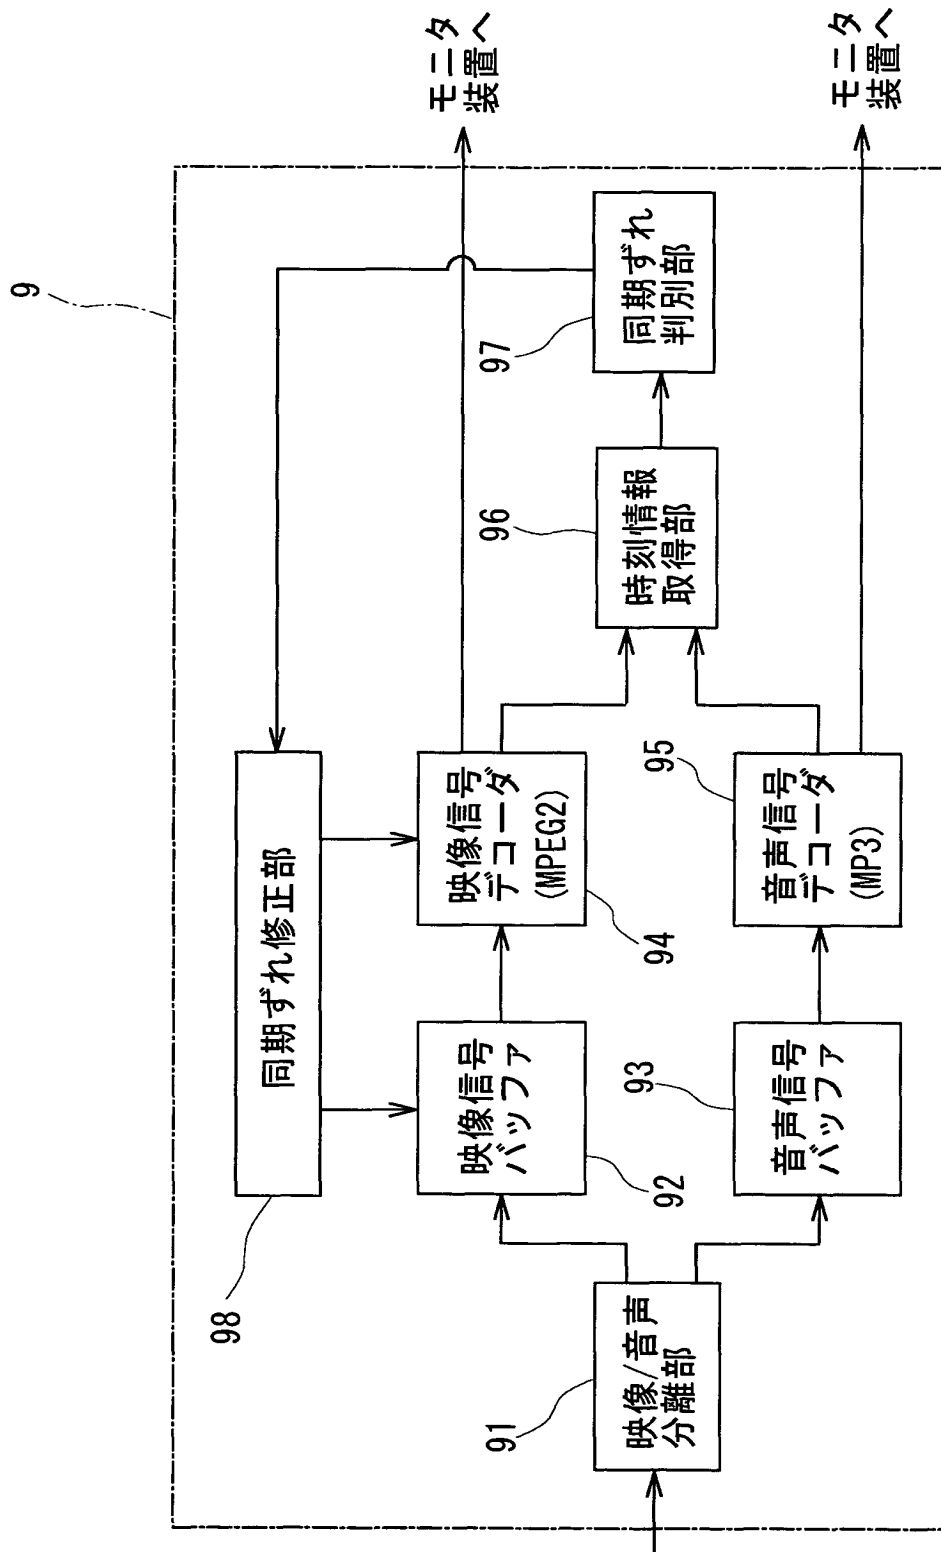 9
98
同期ずれ修正部
91
映像/音声
分離部
92
映像信号
バッファ
94
映像信号
デコーダ
(MPEG2)
93
音声信号
バッファ
95
音声信号
デコーダ
(MP3)
96
時刻情報
取得部
97
同期ずれ
判別部
モニタ
装置へ
モニタ
装置へ